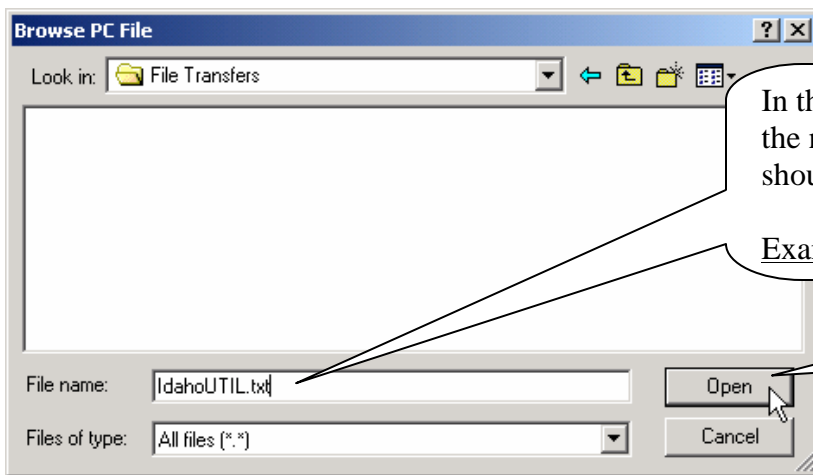 Browse PC File
Look in: File Transfers
In th
the
shou
Exa
File name: IdahoUTIL.txt Open
Files of type: All files (*.*) Cancel